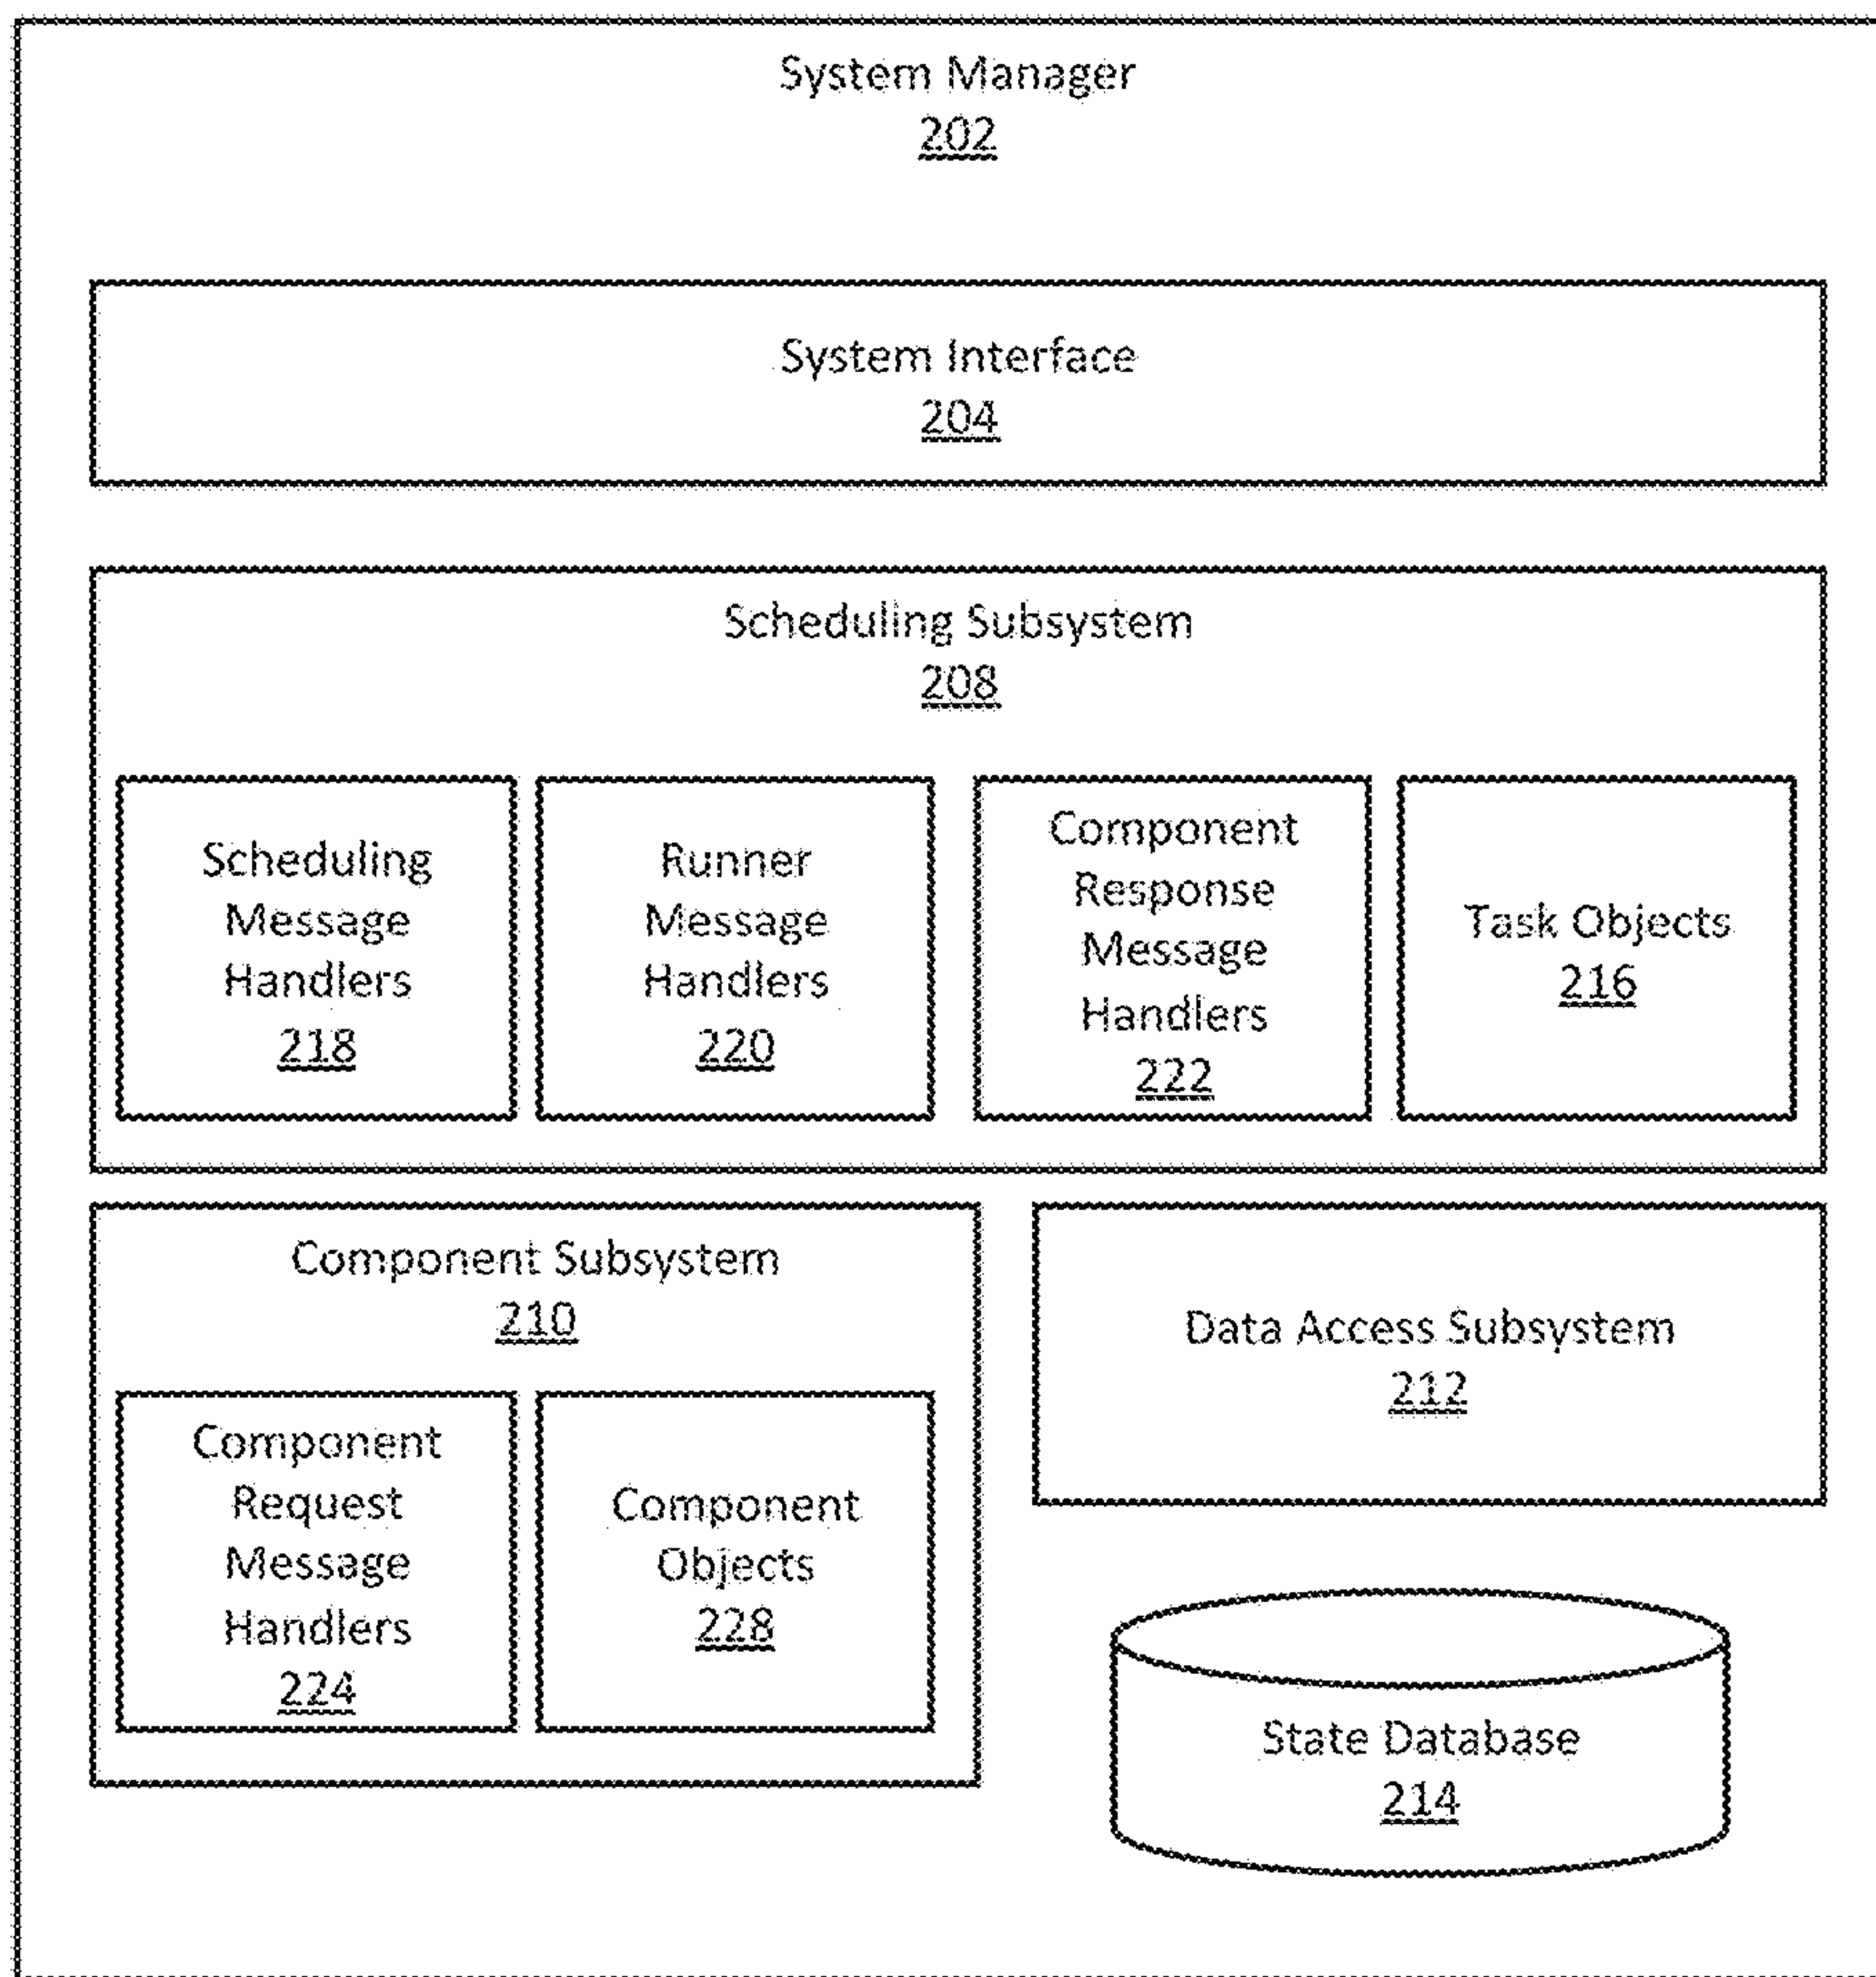 System Manager
202
System Interface
204
Scheduling Subsystem
208
Scheduling
Message
Handlers
218
Runner
Message
Handlers
220
Component
Response
Message
Handlers
222
Task Objects
216
Component Subsystem
210
Component
Request
Message
Handlers
224
Component
Objects
228
Data Access Subsystem
212
State Database
214